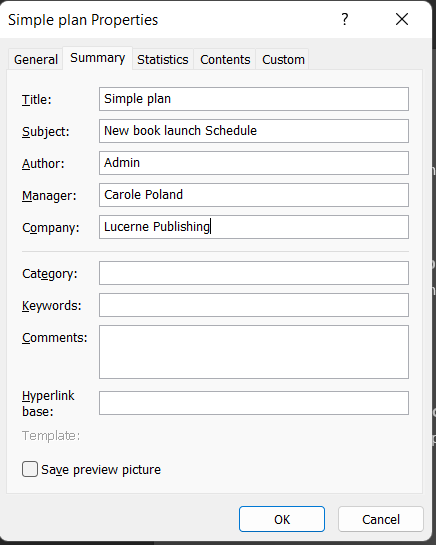 Simple plan Properties
? 
General Summary Statistics Contents Custom
Title: Simple plan
Subject: New book launch Schedule
Author: Admin
Manager: Carole Poland
Company: Lucerne Publishing
Category:
Keywords:
Comments:
Hyperlink
base:
Template:
Save preview picture
OK Cancel